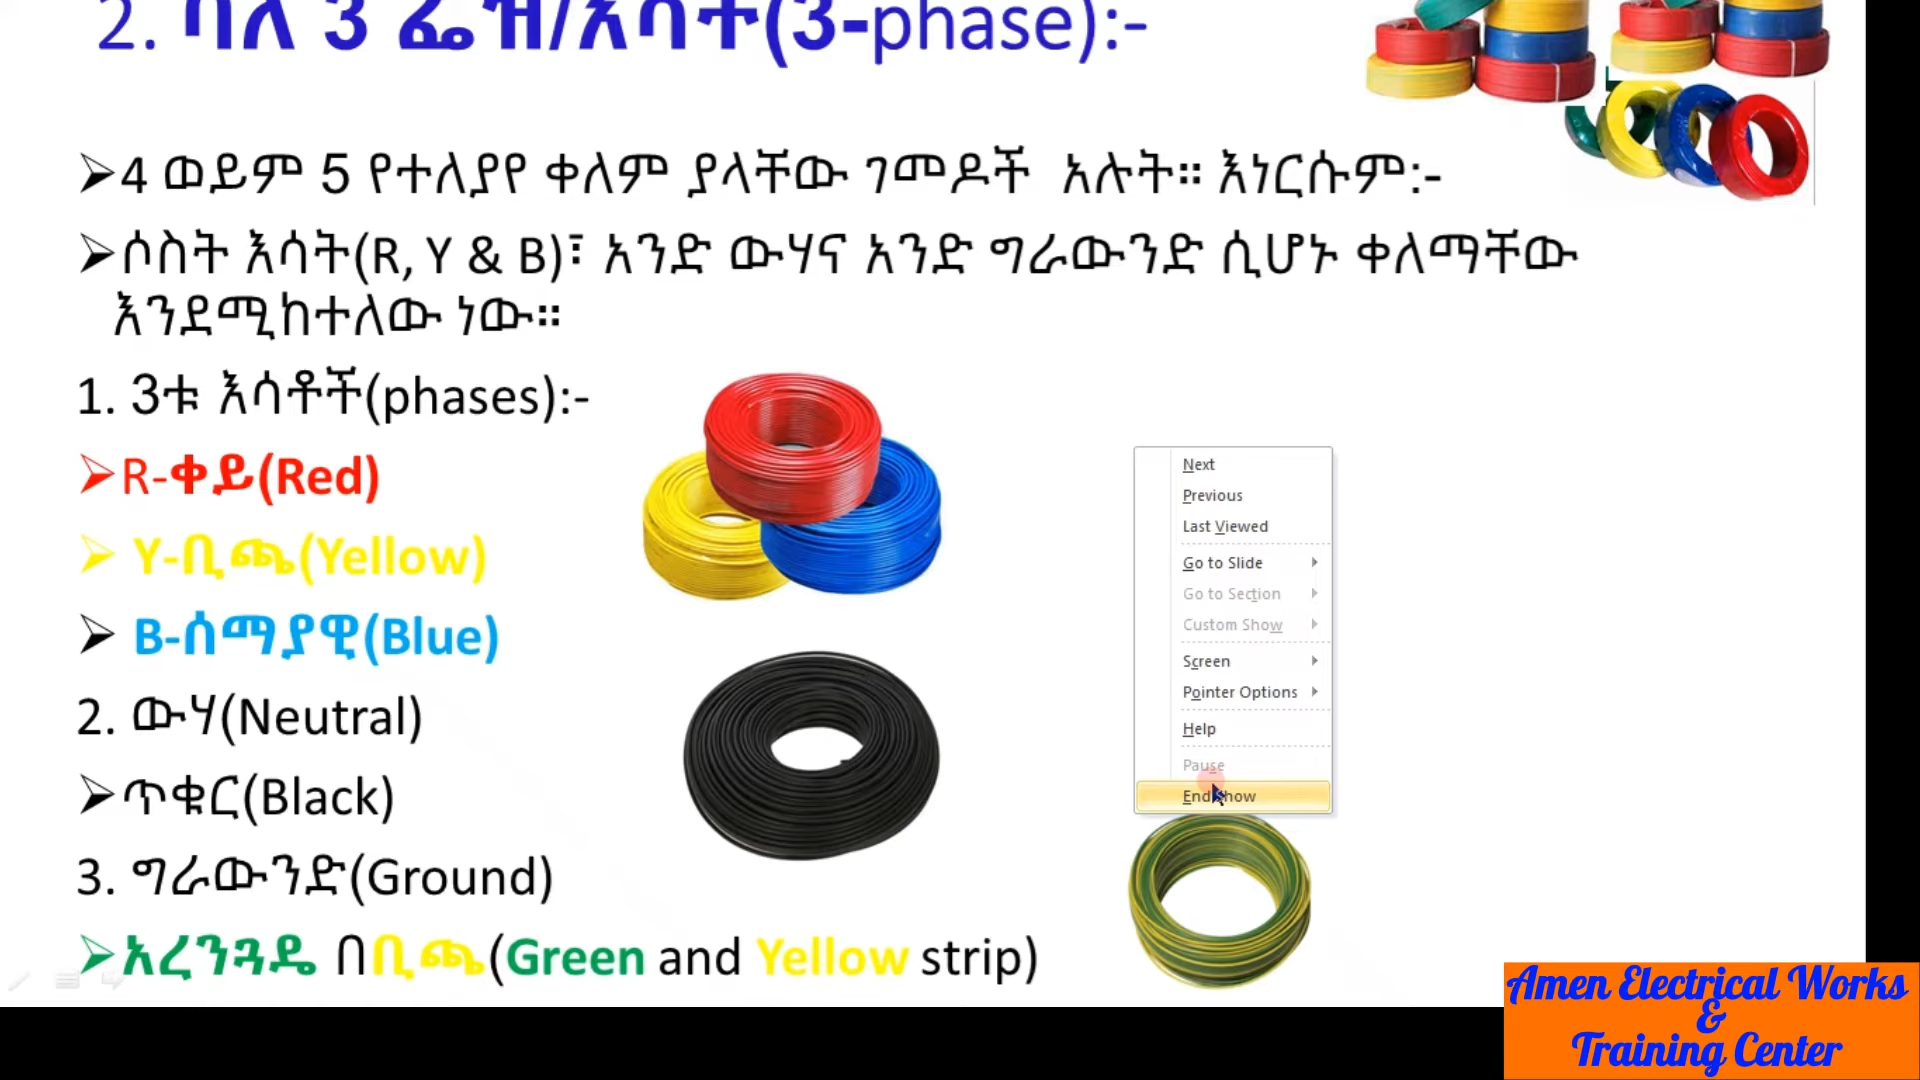 2. ባለ 3 ፌዝ/እሳት(3-phase):-
➢4 ወይም 5 የተለያየ ቀለም ያላቸው ገመዶች አሉት። እነርሱም:-
➢ሶስት እሳት(R, Y & B)፣ አንድ ውሃና አንድ ግራውንድ ሲሆኑ ቀለማቸው
እንደሚከተለው ነው።
1. 3ቱ እሳቶች(phases):-
➢R-ቀይ(Red)
➢ Y-ቢጫ(Yellow)
➢ B-ሰማያዊ(Blue)
2. ውሃ(Neutral)
➢ጥቁር(Black)
3. ግራውንድ(Ground)
➢አረንጓዴ በቢጫ(Green and Yellow strip)
Next
Previous
Last Viewed
Go to Slide
Go to Section
Custom Show
Screen
Pointer Options
Help
Pause
End Show
Amen Electrical Works
&
Training Center